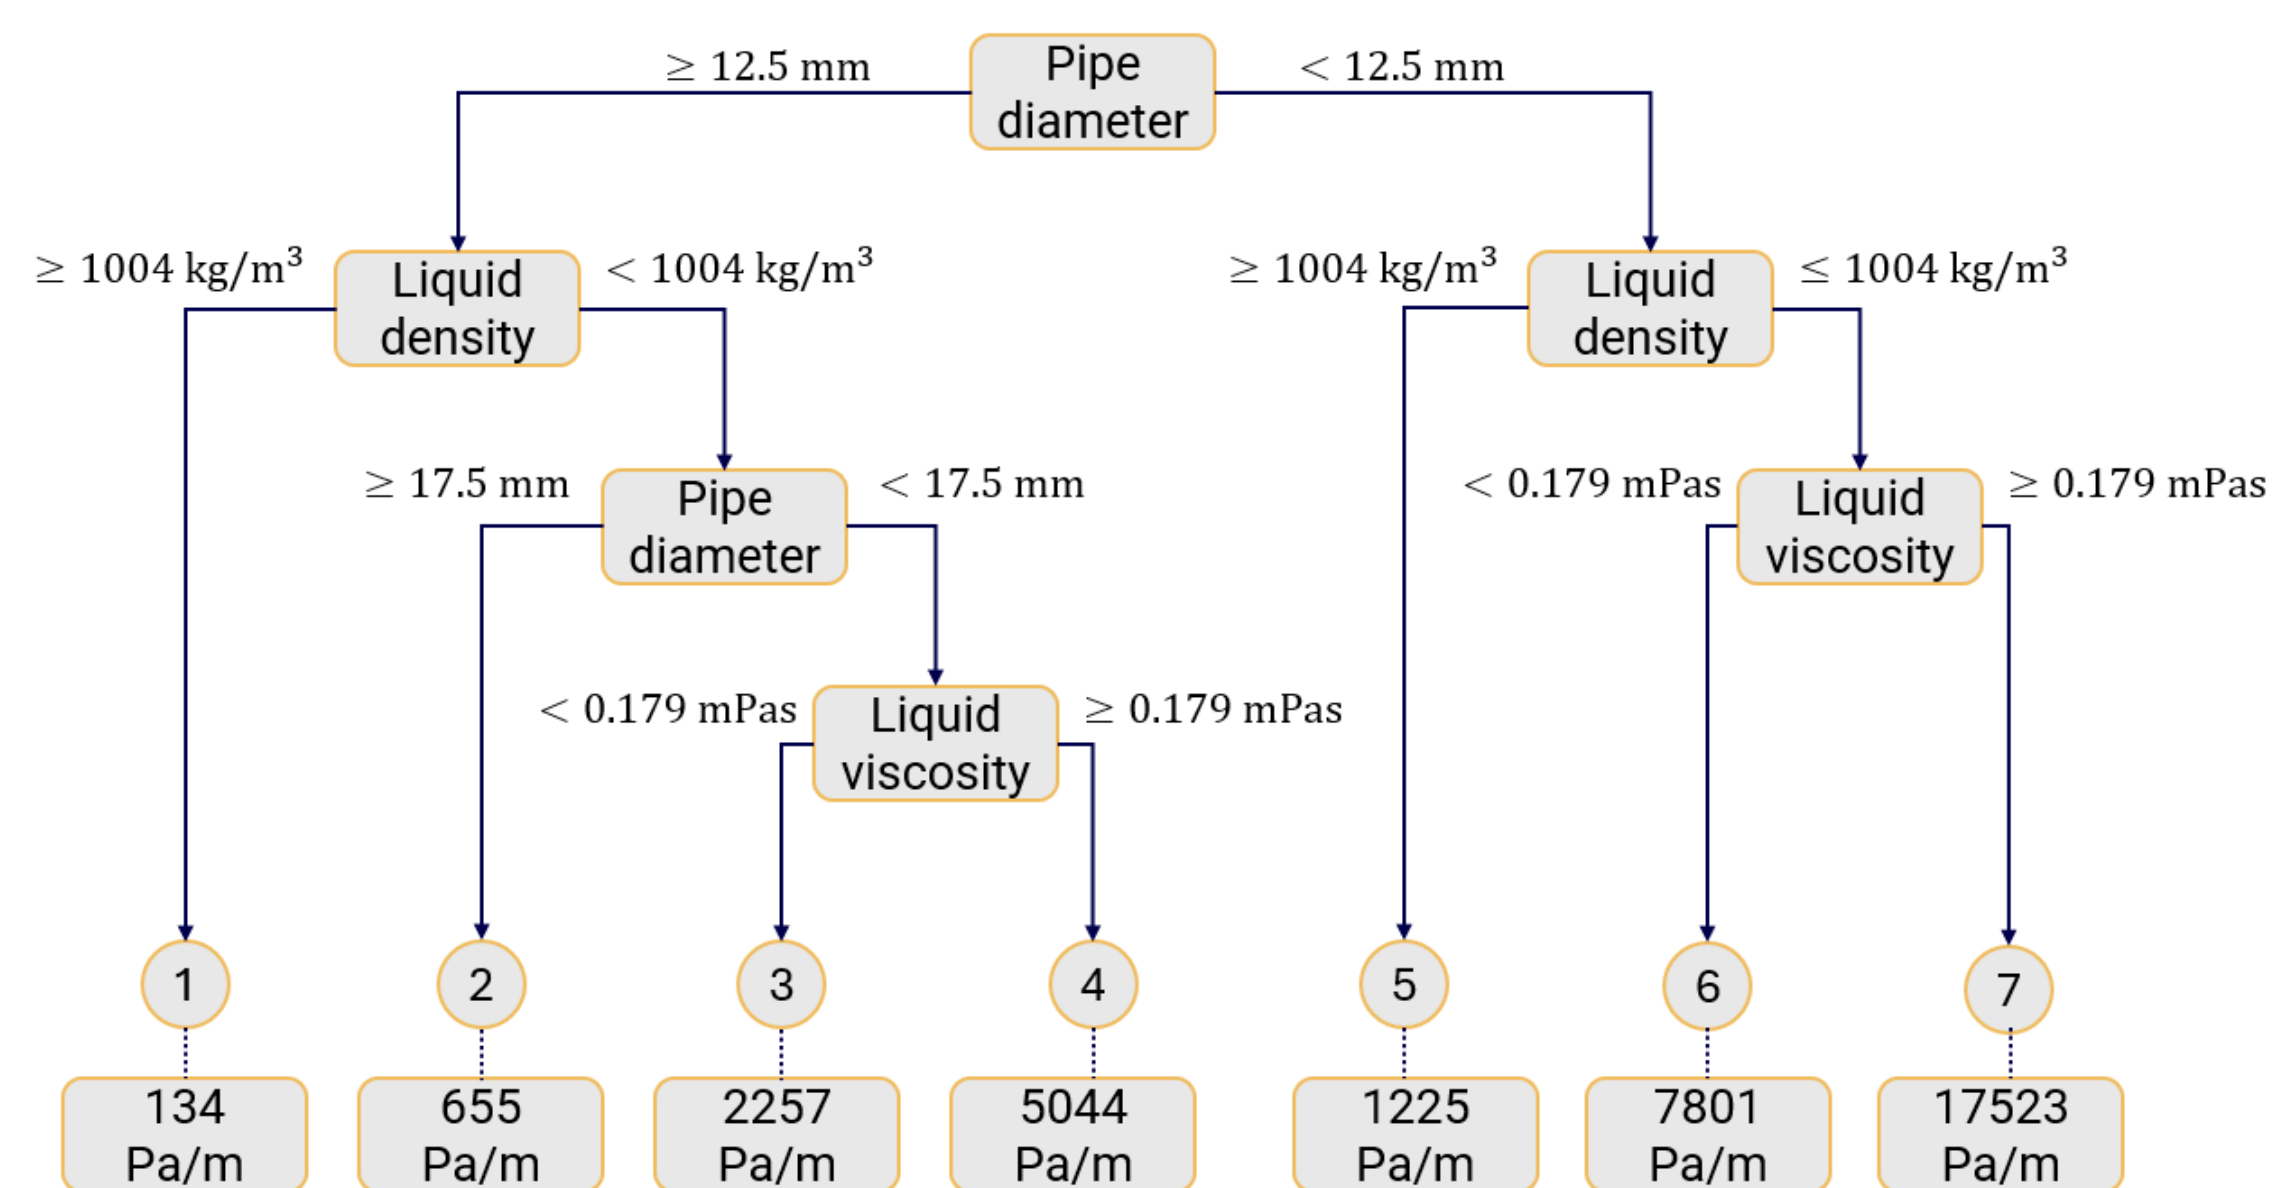 ≥ 12.5 mm
Pipe
diameter
< 12.5 mm
≥ 1004 kg/m³
Liquid
density
< 1004 kg/m³
≥ 1004 kg/m³
Liquid
density
≤ 1004 kg/m³
≥ 17.5 mm
Pipe
diameter
< 17.5 mm
< 0.179 mPas
Liquid
viscosity
≥ 0.179 mPas
< 0.179 mPas
Liquid
viscosity
≥ 0.179 mPas
1
2
3
4
5
6
7
134
Pa/m
655
Pa/m
2257
Pa/m
5044
Pa/m
1225
Pa/m
7801
Pa/m
17523
Pa/m